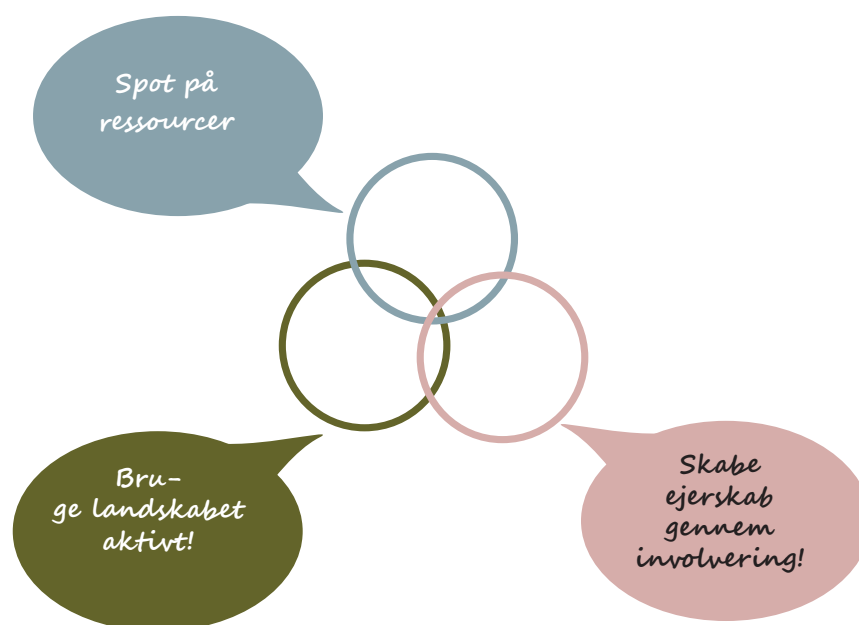 Spot på
ressourcer
Bru-
ge landskabet
aktivt!
Skabe
ejerskab
gennem
involvering!